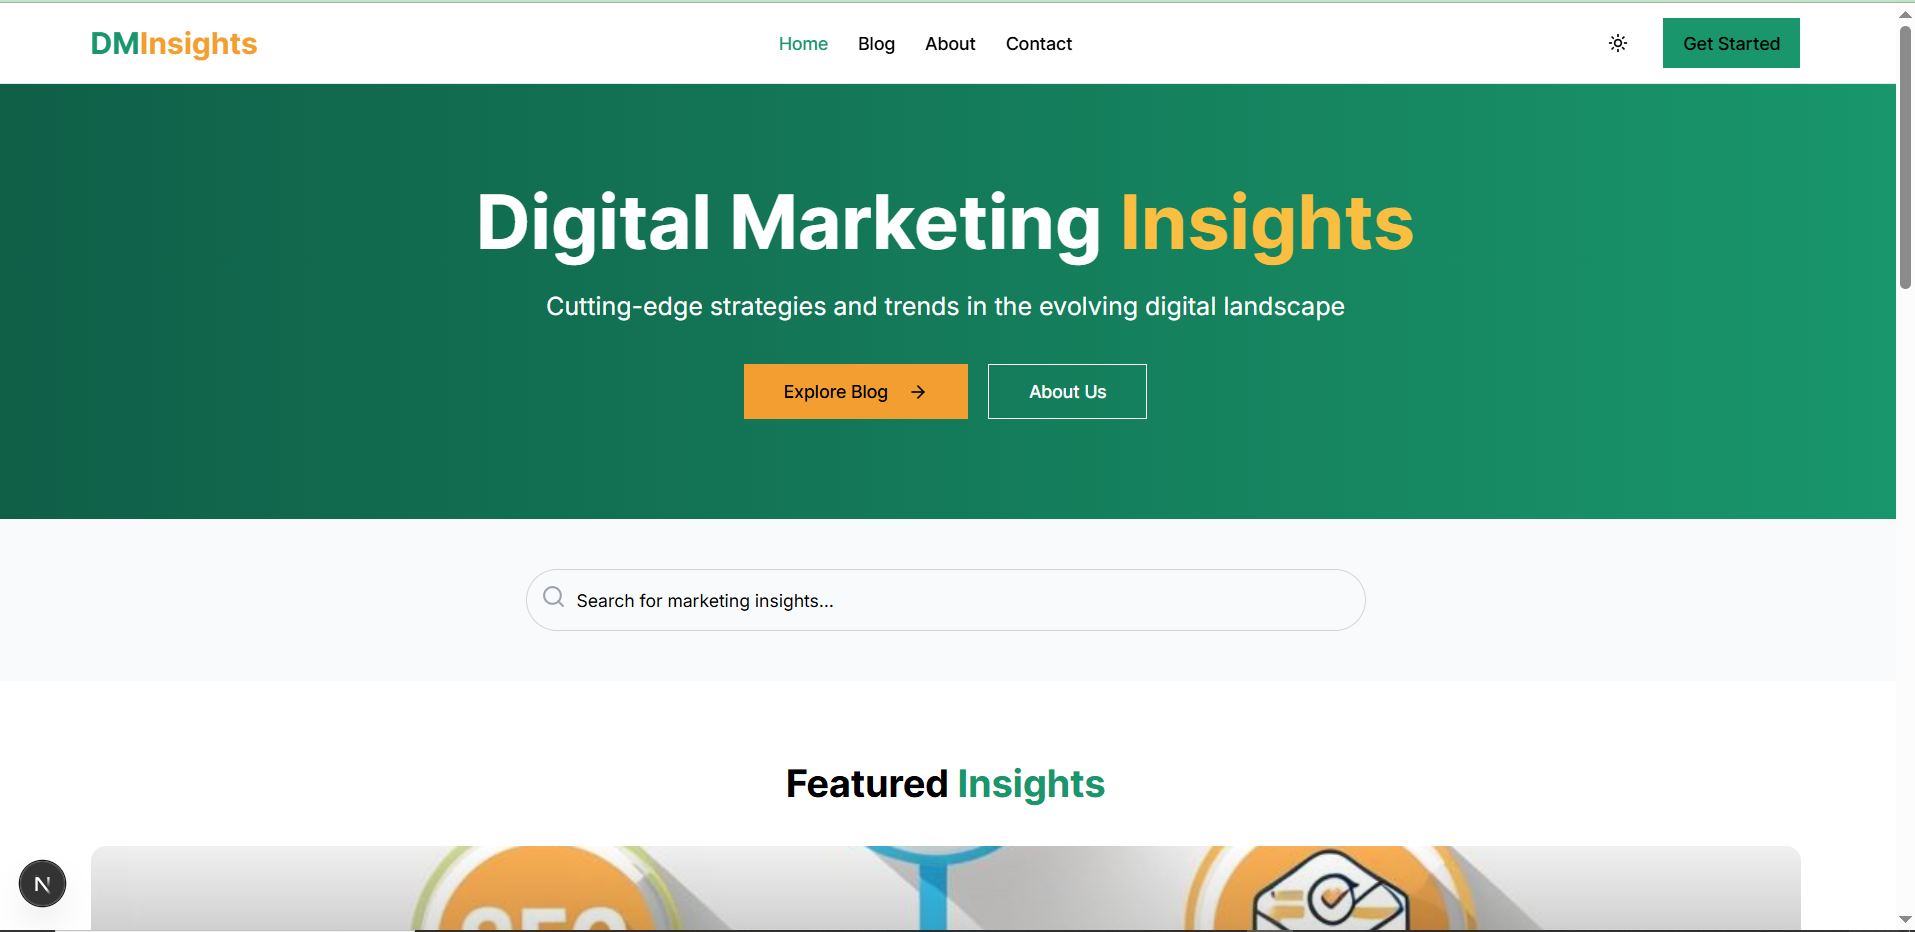 DMInsights
Home
Blog
About
Contact
Get Started
Digital Marketing Insights
Cutting-edge strategies and trends in the evolving digital landscape
Explore Blog →
About Us
Search for marketing insights...
Featured Insights
SEO
N